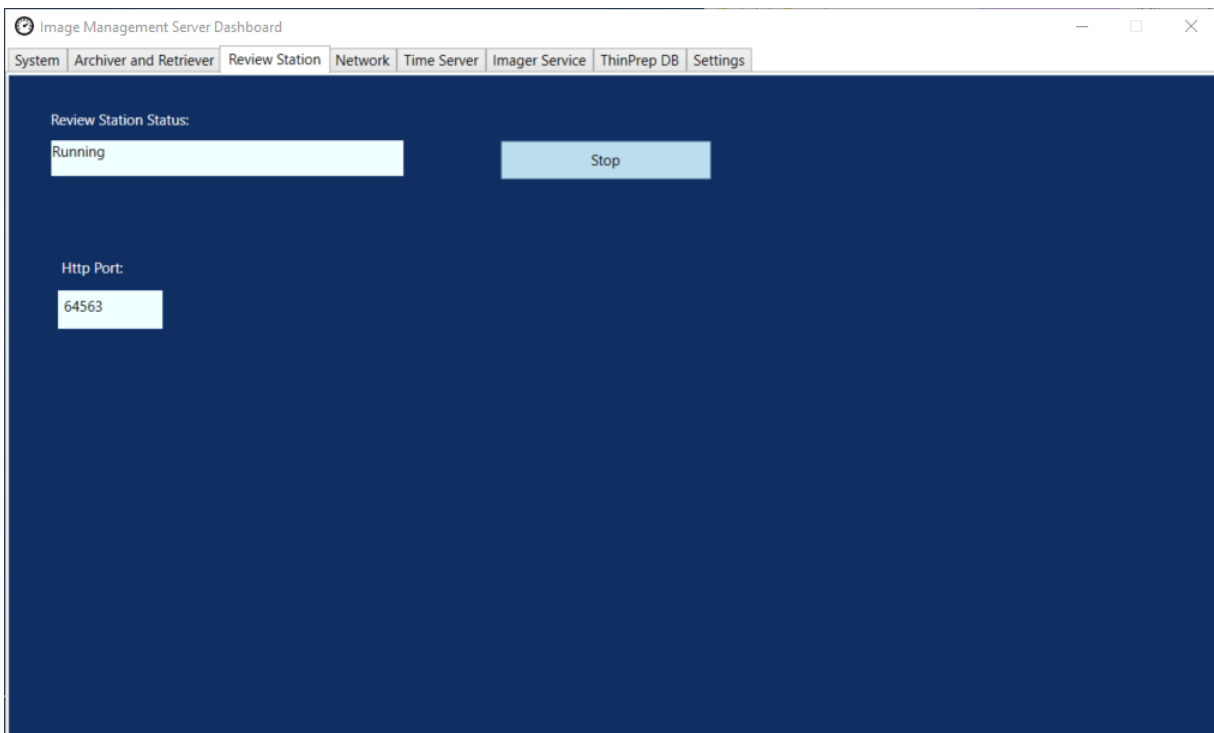 Image Management Server Dashboard
System Archiver and Retriever Review Station Network Time Server Imager Service ThinPrep DB Settings
Review Station Status:
Running
Stop
Http Port:
64563